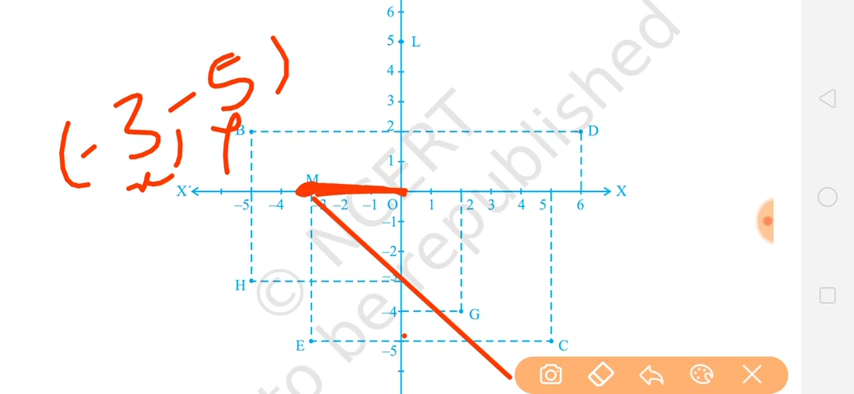 6
5 L
(-3, -5)
4
3
B 2 D
1
M
X′ X
–5 –4 –3 –2 –1 O 1 2 3 4 5 6
–1
–2
H
–4 G
E –5 C
© NCERT
to be republished